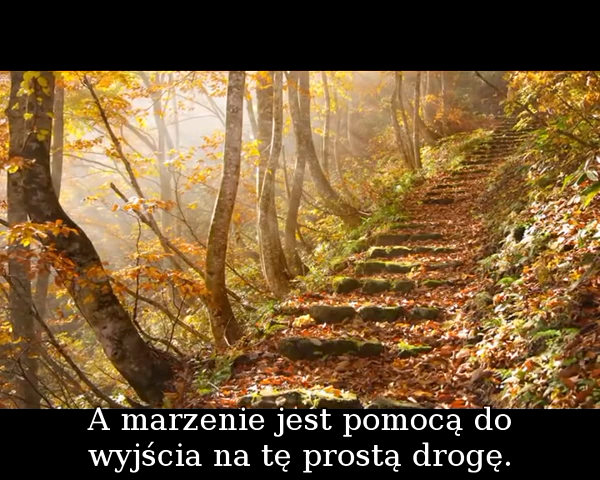 A marzenie jest pomocą do
wyjścia na tę prostą drogę.